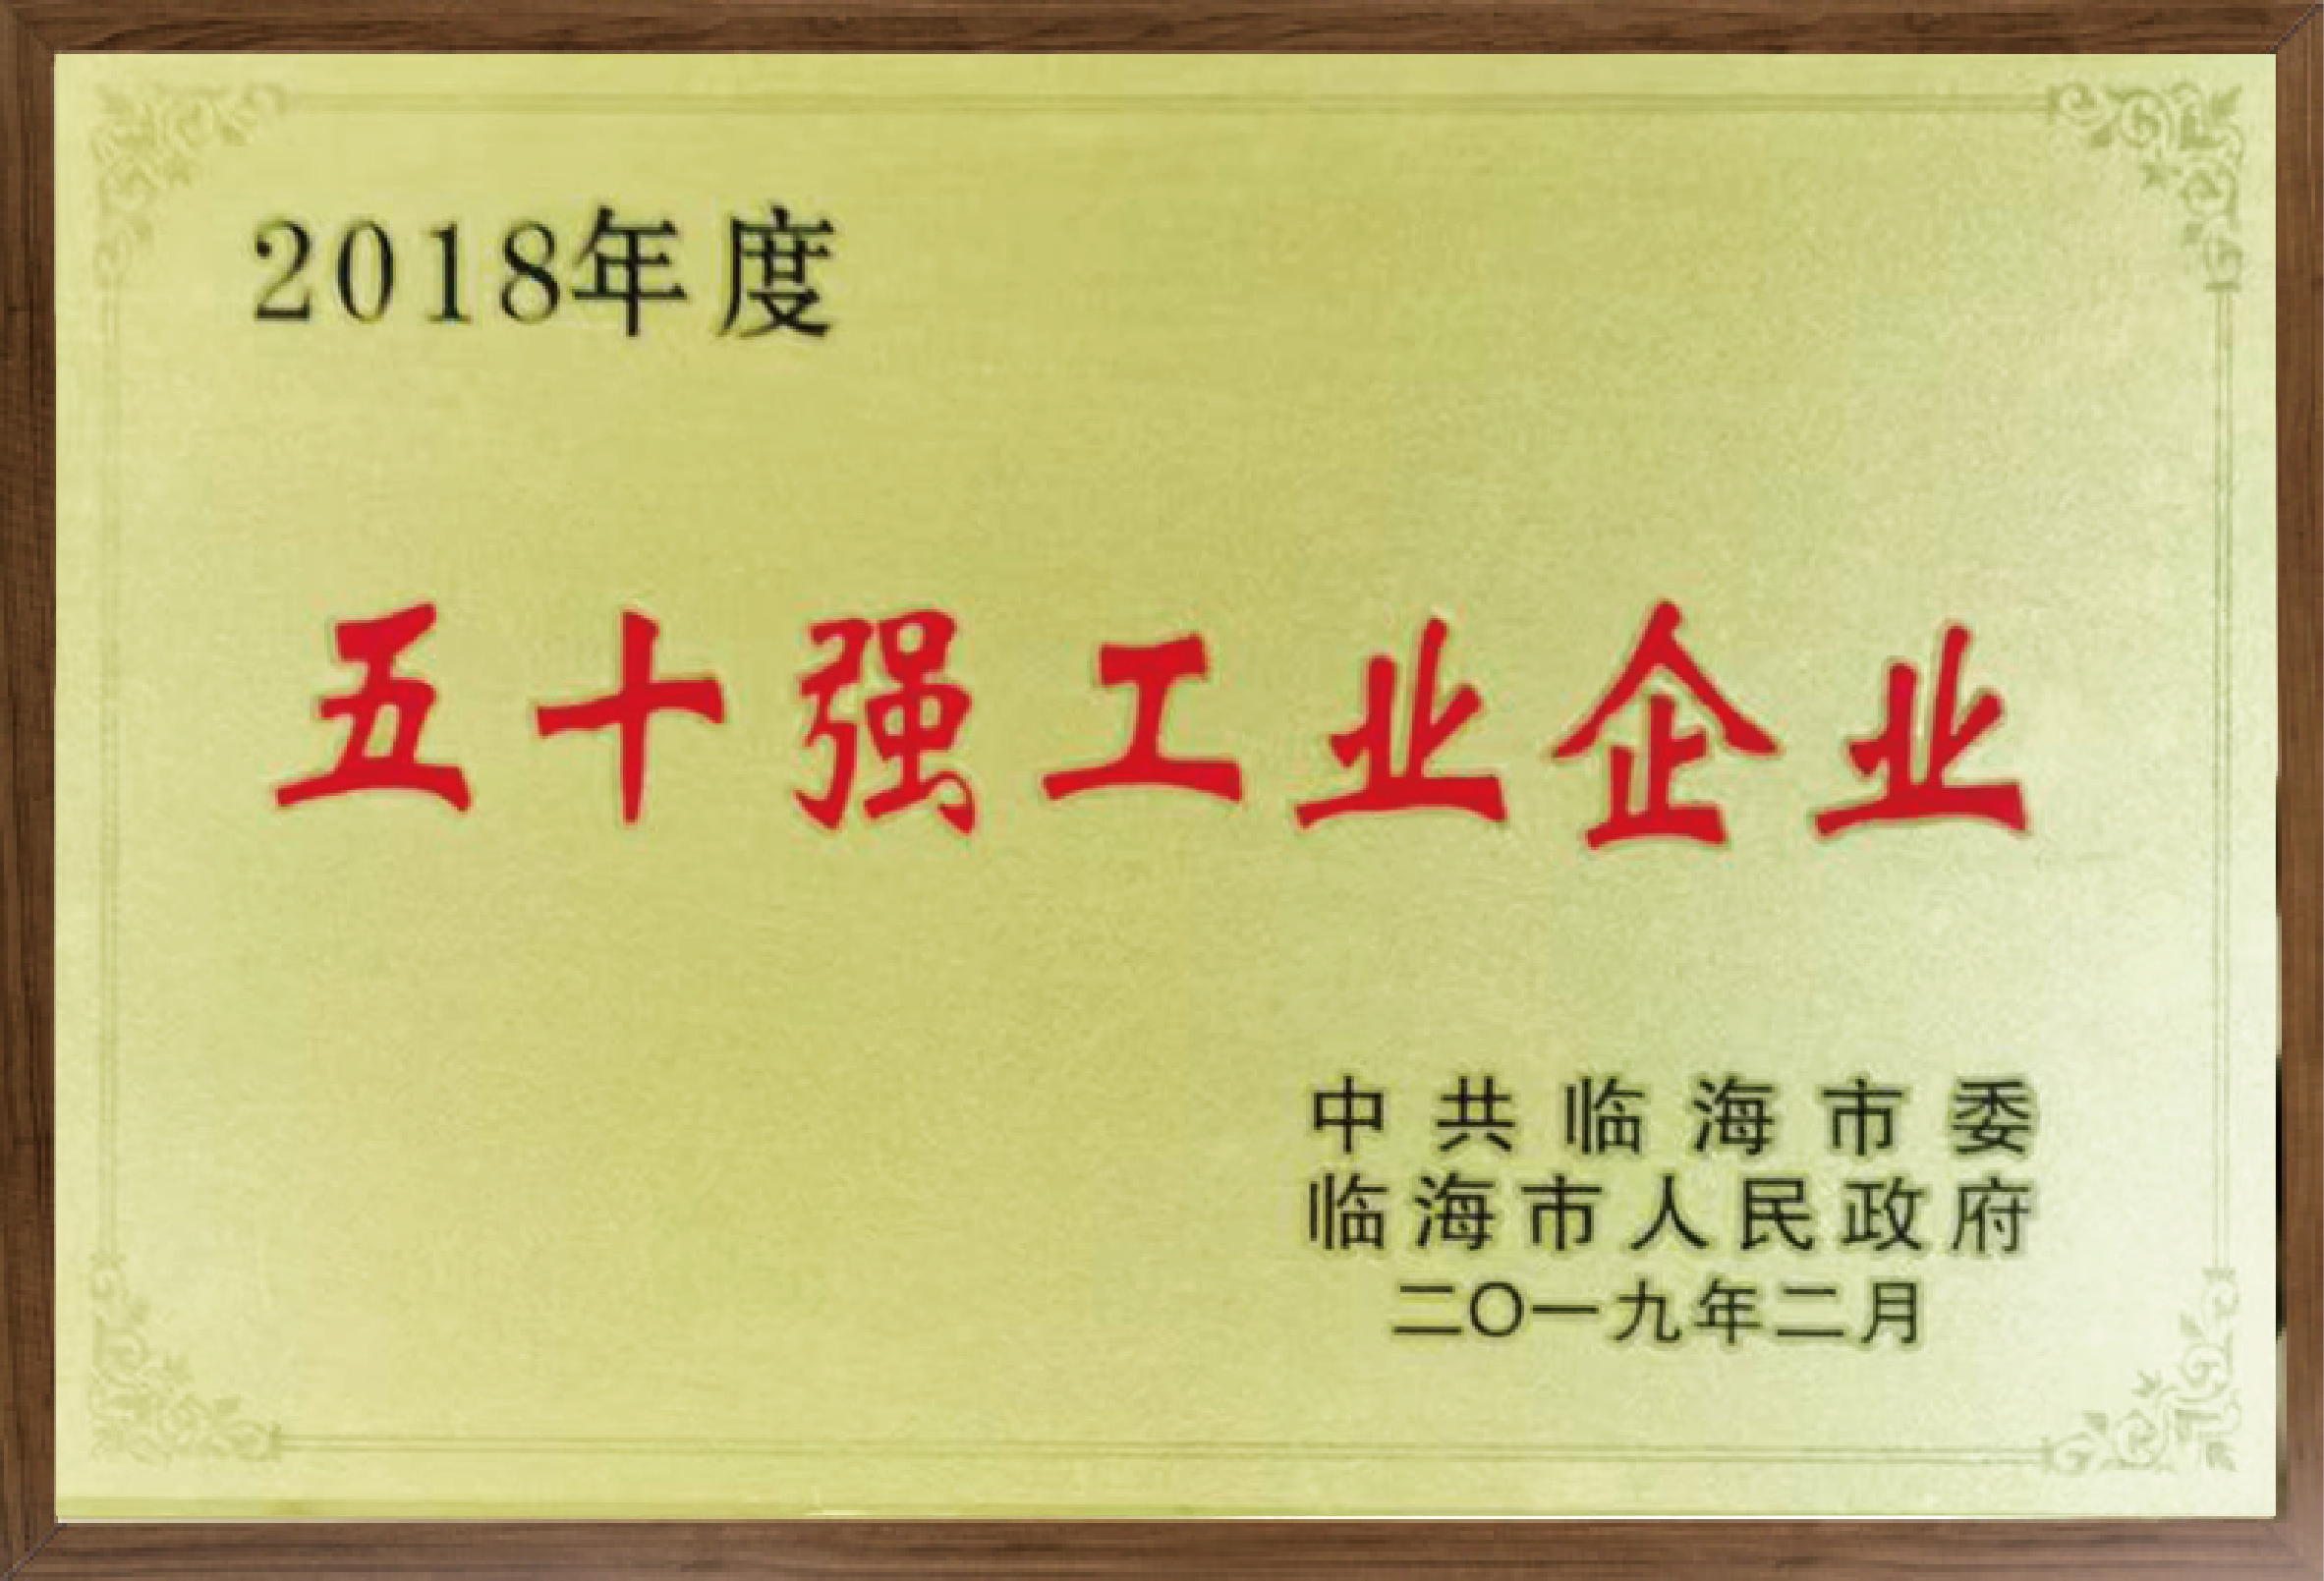 2018年度
五十强工业企业
中共临海市委
临海市人民政府
二〇一九年二月